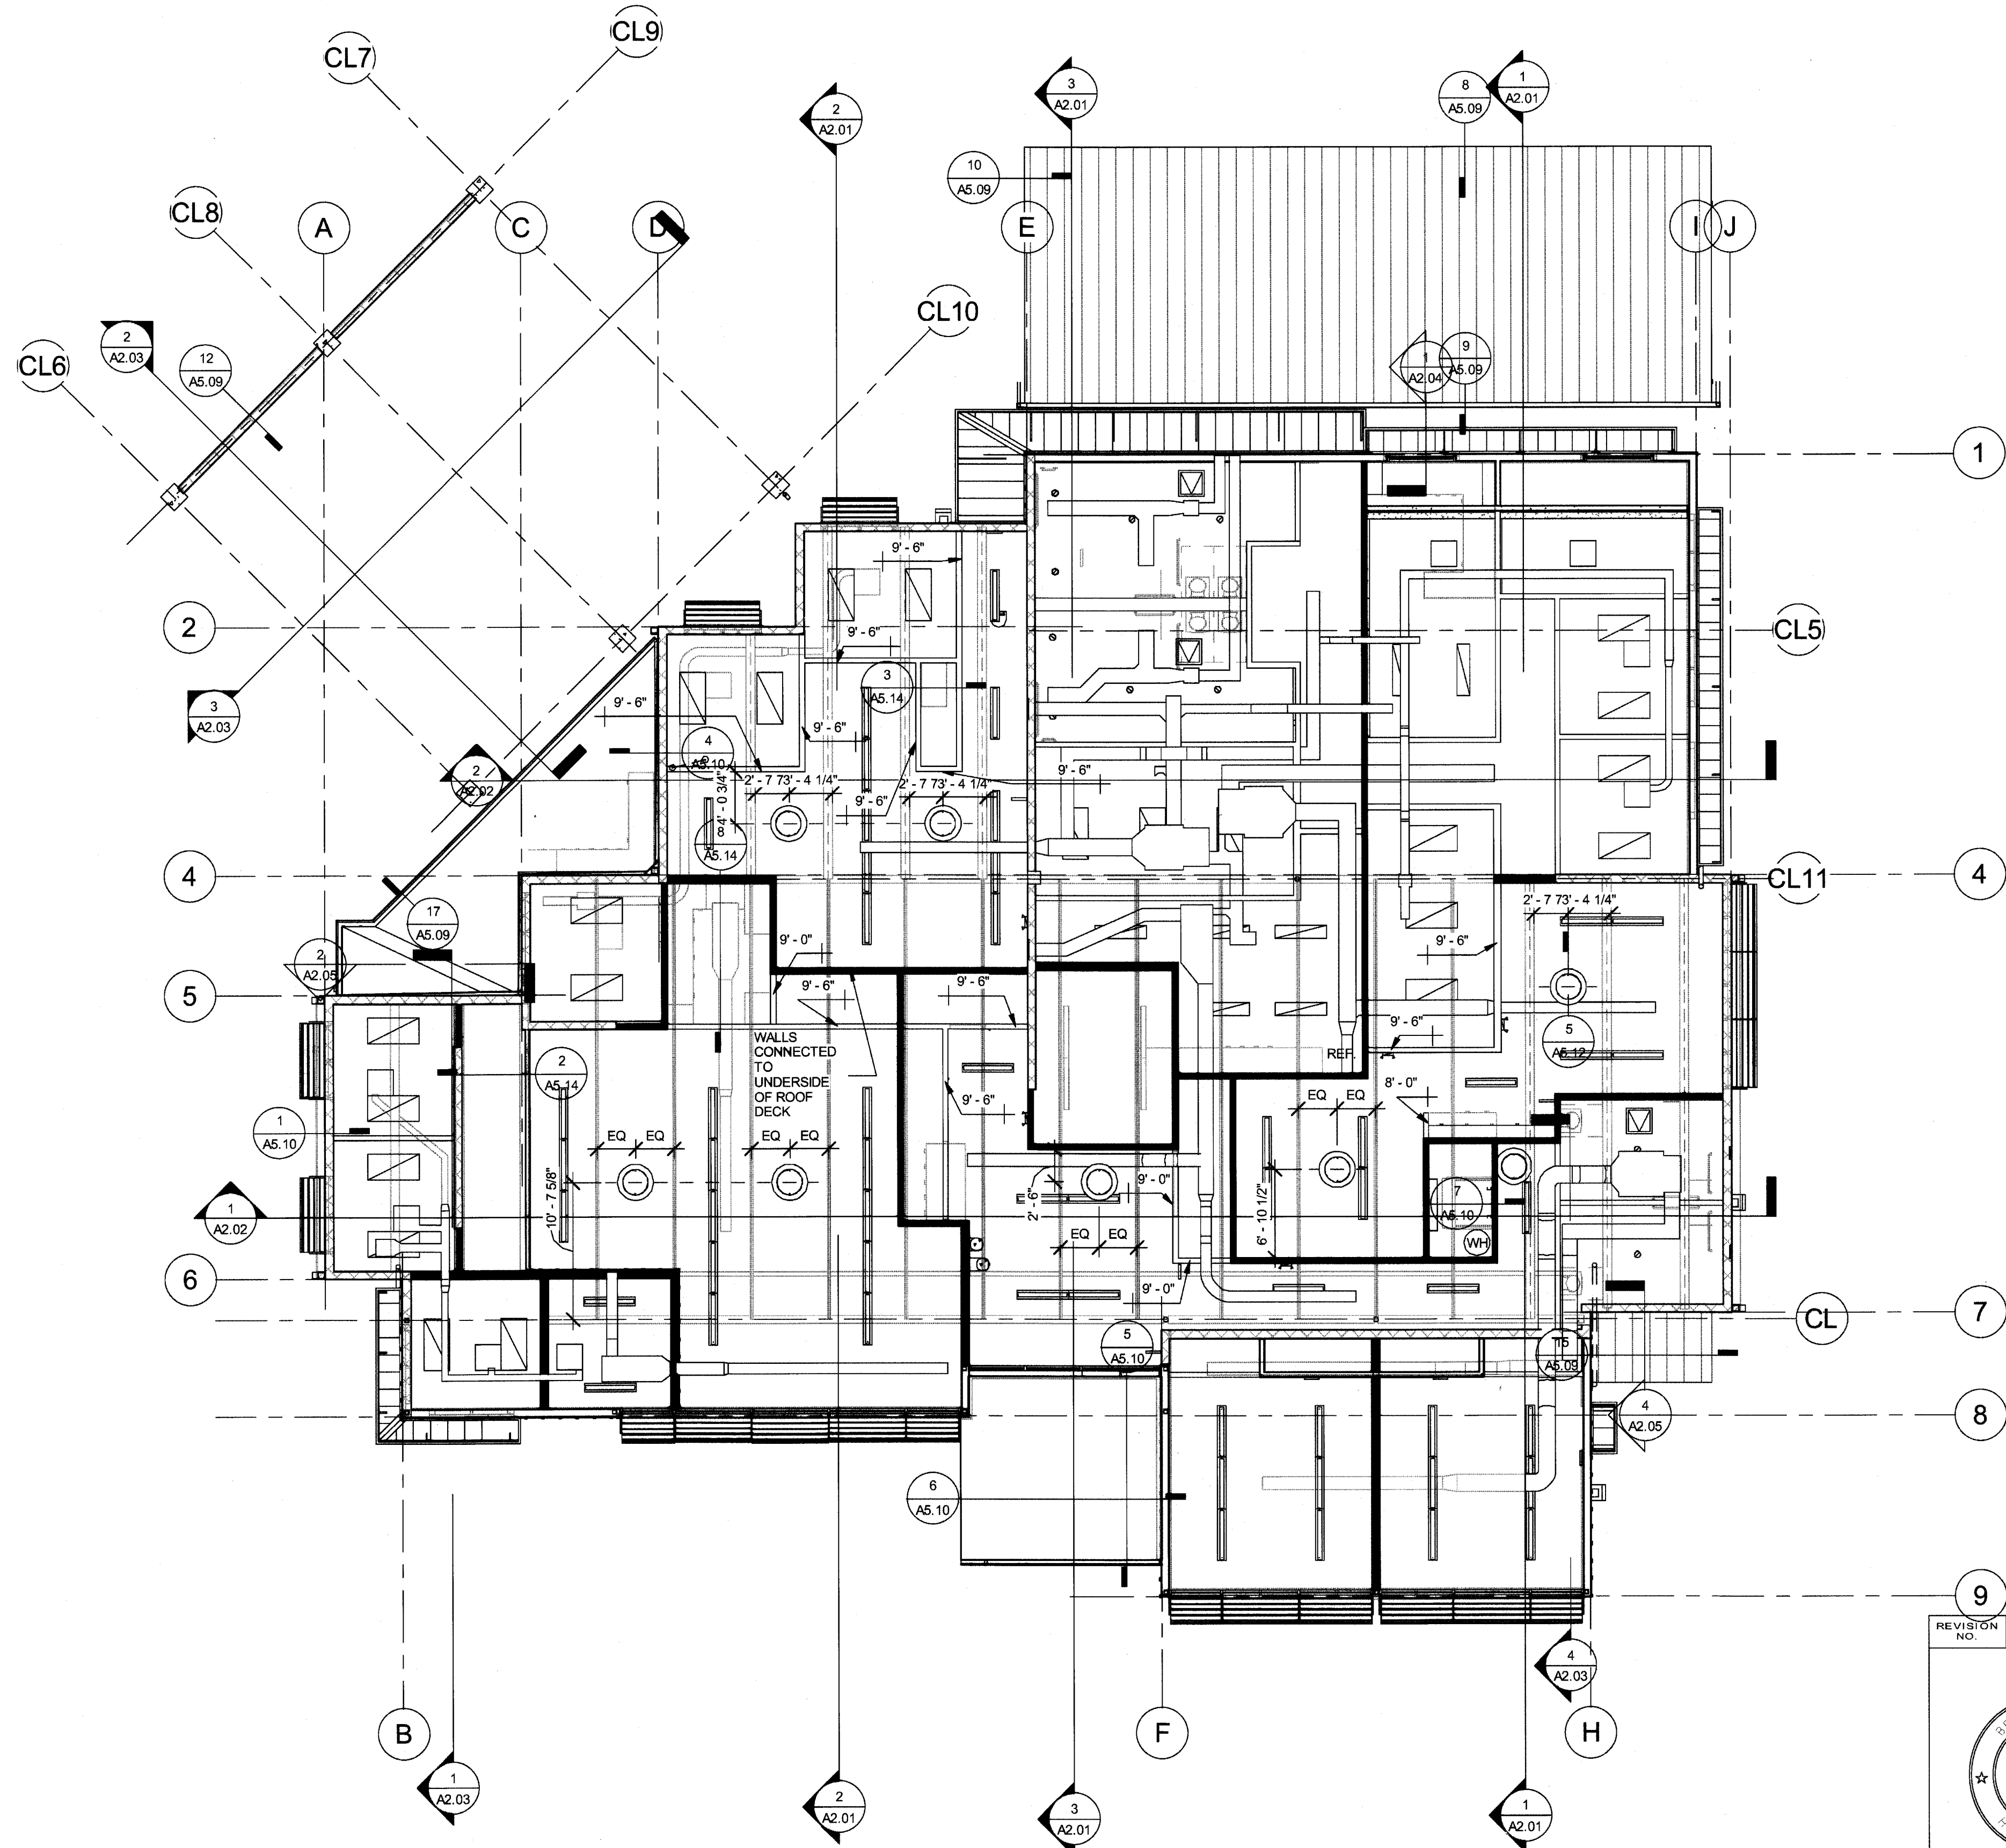 CL9
CL7
3
A2.01
8
A5.09
1
A2.01
2
A2.01
10
A5.09
CL8
A
C
D
E
I
J
CL10
2
A2.03
12
A5.09
CL6
1
A2.04
9
A5.09
1
9'-6"
2
9'-6"
CL5
3
A5.14
3
A2.03
9'-6"
9'-6"
4
A5.10
2
A2.02
2'-7 73'-4 1/4"
2'-7 73'-4 1/4"
9'-6"
4'-0 3/4"
9'-6"
8
A5.14
4
CL11
4
2'-7 73'-4 1/4"
17
A5.09
9'-0"
9'-6"
2
A2.05
9'-6"
9'-6"
5
9'-6"
WALLS
CONNECTED
TO
UNDERSIDE
OF ROOF
DECK
REF.
5
A5.12
2
A5.14
9'-6"
8'-0"
1
A5.10
EQ
EQ
EQ
EQ
EQ
EQ
10'-7 5/8"
2'-6"
9'-0"
6'-10 1/2"
7
A5.10
1
A2.02
EQ
EQ
WH
6
9'-0"
7
CL
5
A5.10
15
A5.09
8
4
A2.05
6
A5.10
9
REVISION
NO.
4
A2.03
B
F
H
1
A2.03
2
A2.01
3
A2.01
1
A2.01